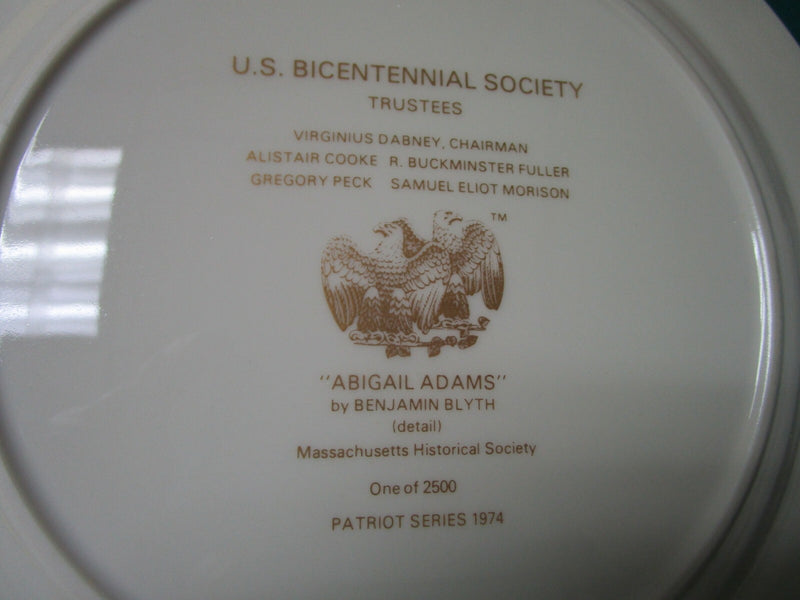 U.S. BICENTENNIAL SOCIETY
TRUSTEES
VIRGINIUS DABNEY, CHAIRMAN
ALISTAIR COOKE R. BUCKMINSTER FULLER
GREGORY PECK SAMUEL ELIOT MORISON
TM
"ABIGAIL ADAMS"
by BENJAMIN BLYTH
(detail)
Massachusetts Historical Society
One of 2500
PATRIOT SERIES 1974